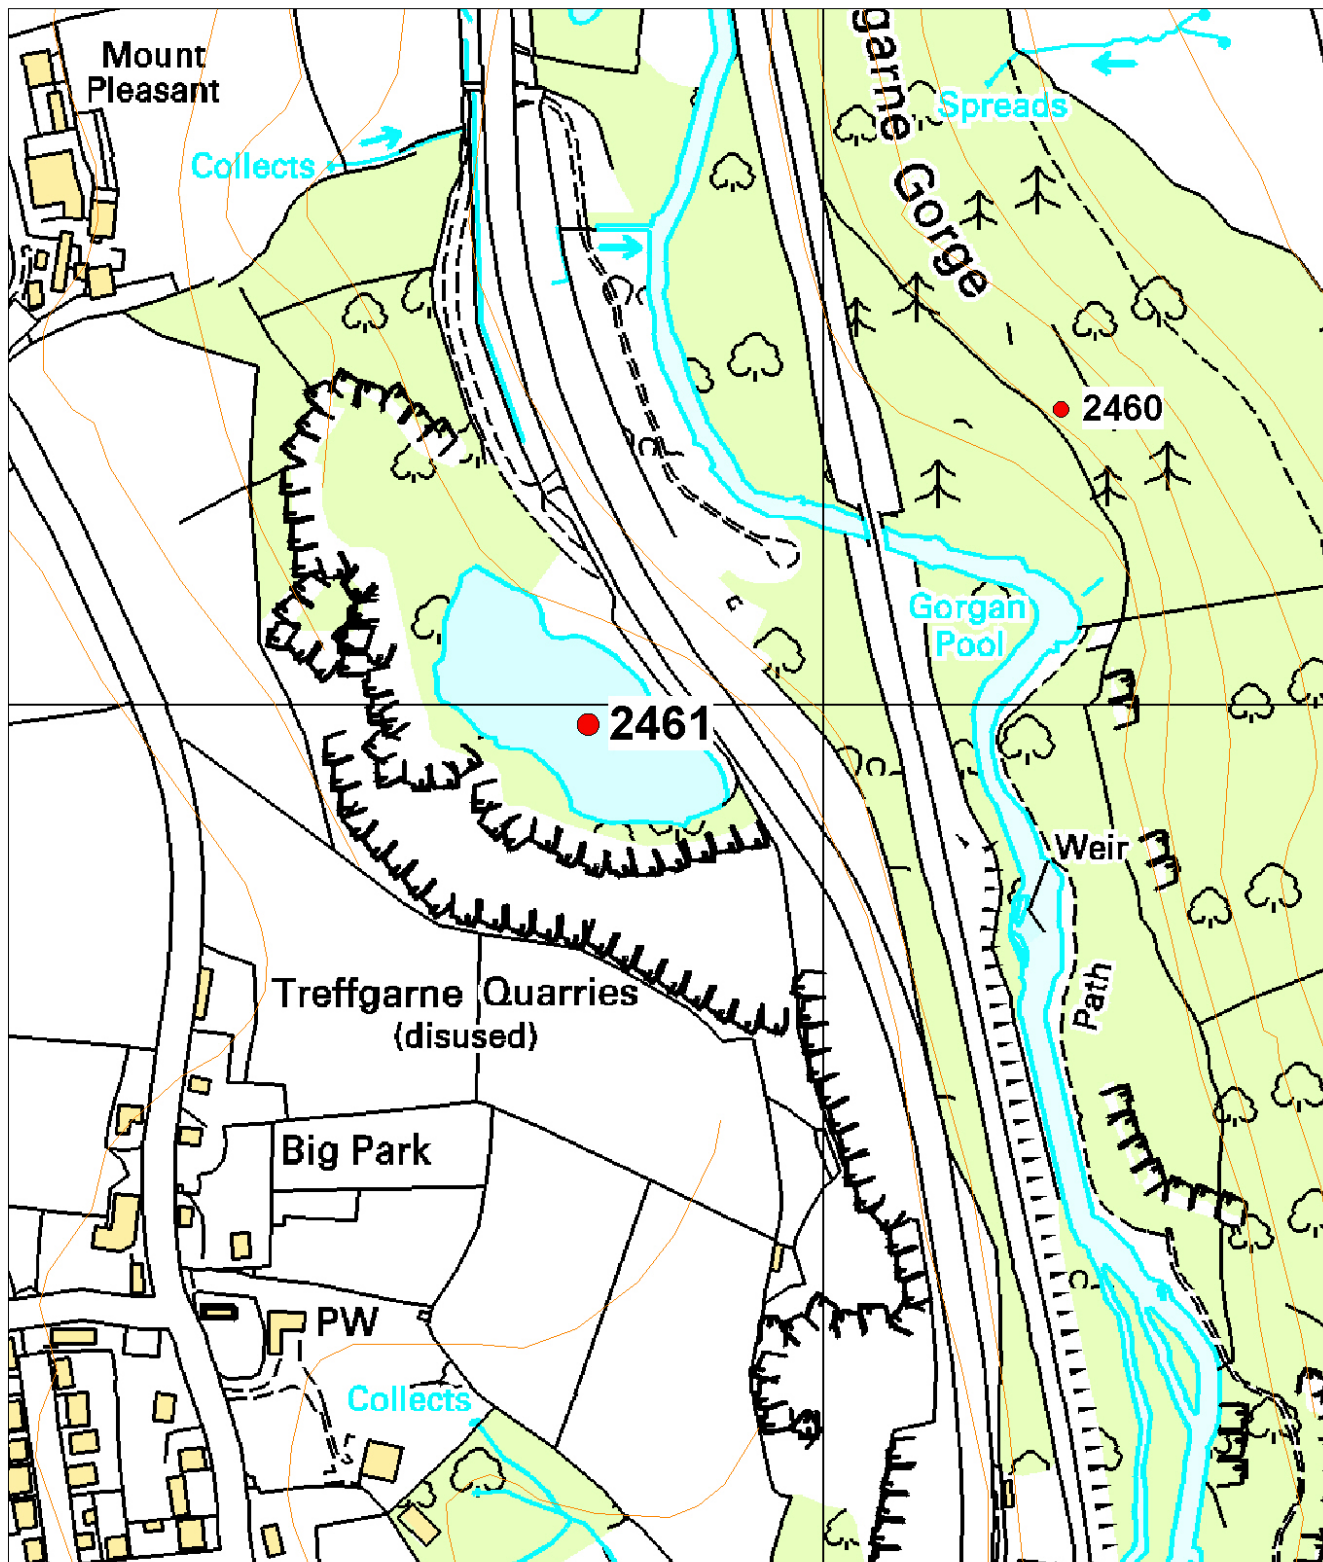 Mount
Pleasant
Collects
Spreads
garne Gorge
2460
Gorgan
Pool
2461
Weir
Path
Treffgarne Quarries
(disused)
Big Park
PW
Collects